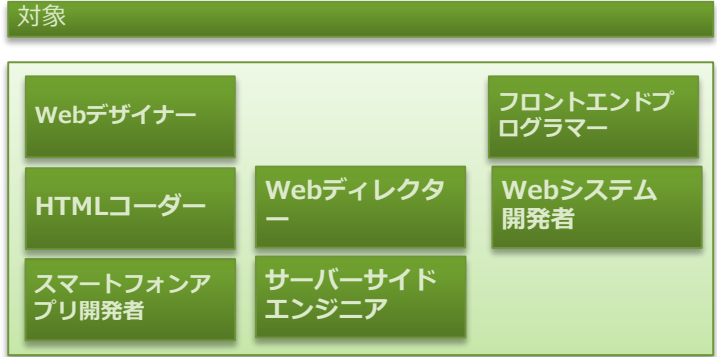 対象
Webデザイナー
フロントエンドプ
ログラマー
HTMLコーダー
Webディレクタ
ー
Webシステム
開発者
スマートフォンア
プリ開発者
サーバーサイド
エンジニア